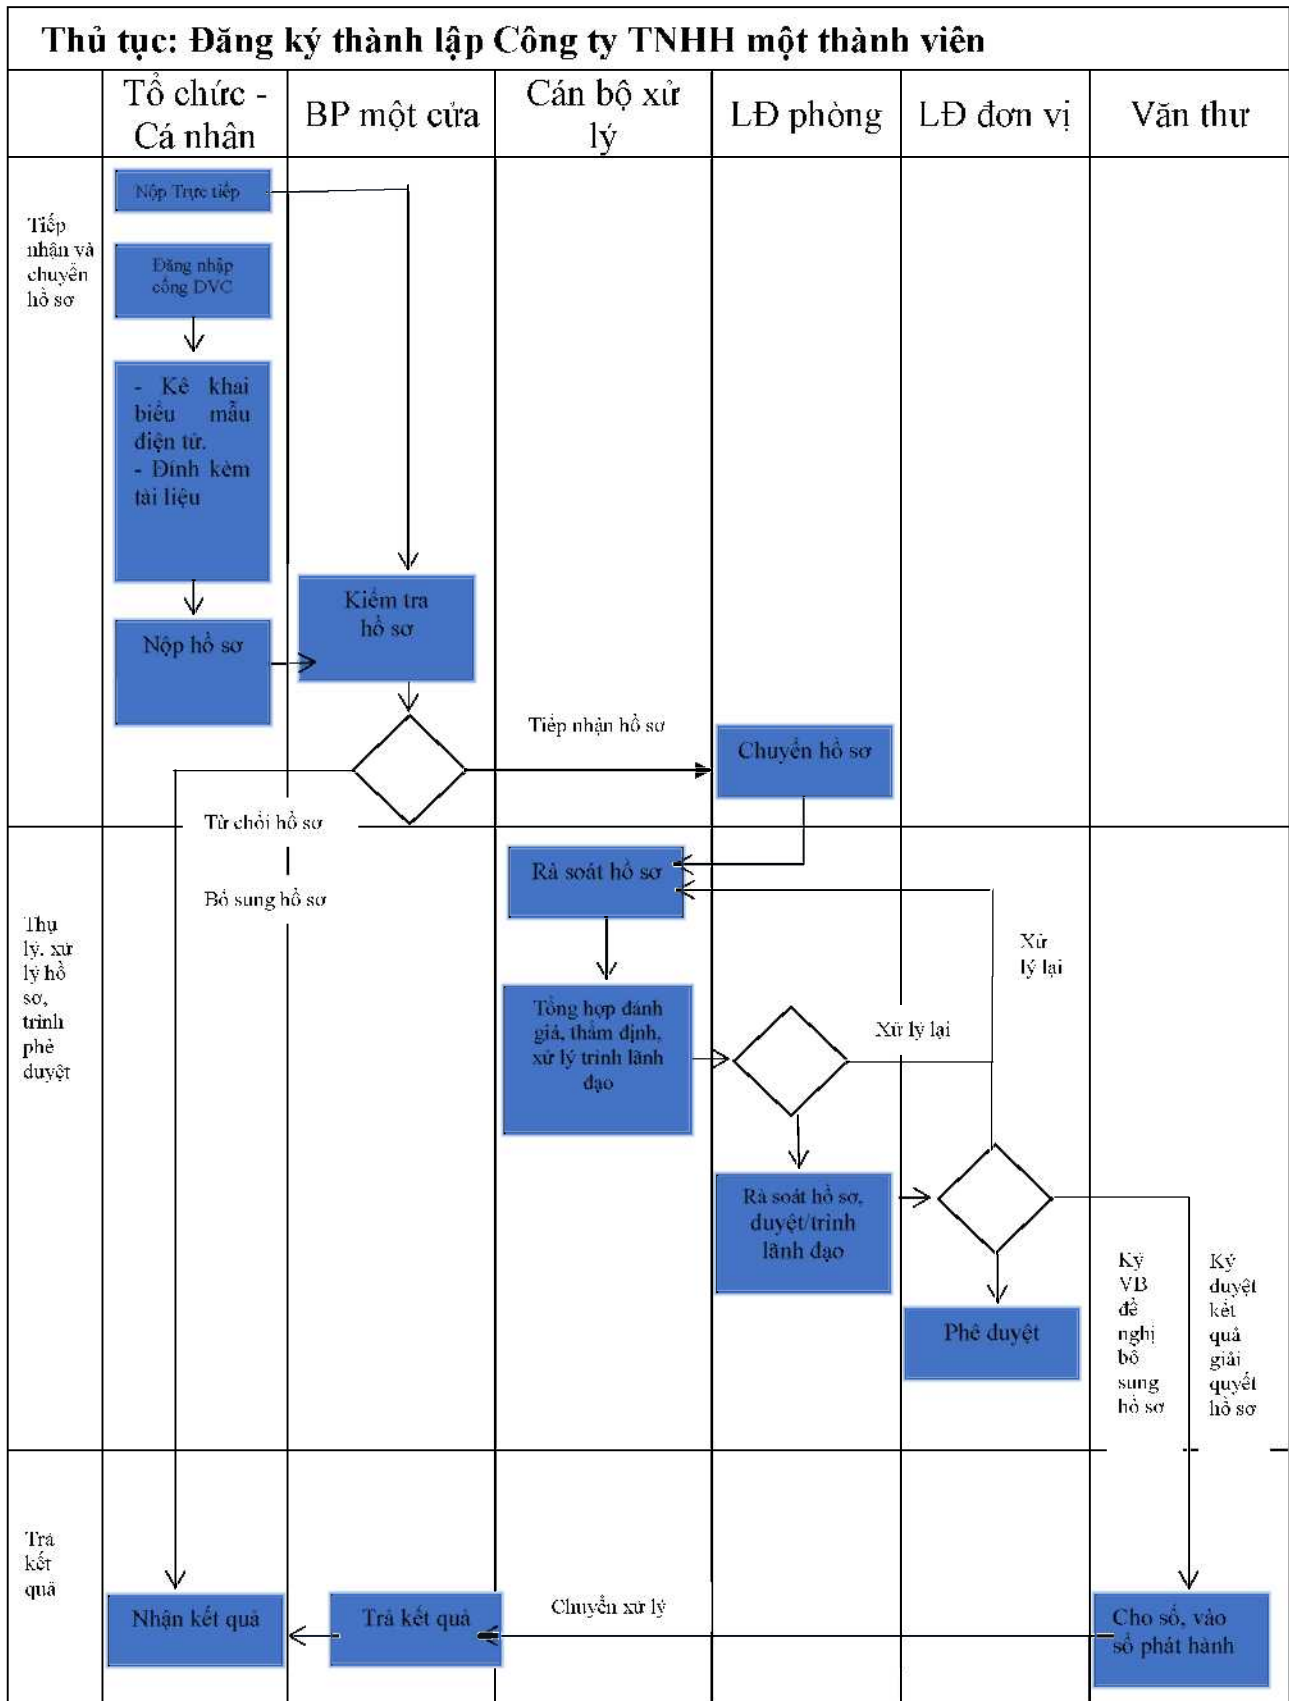 Thủ tục: Đăng ký thành lập Công ty TNHH một thành viên
Tổ chức -
Cá nhân
BP một cửa
Cán bộ xử
lý
LĐ phòng
LĐ đơn vị
Văn thư
Tiếp
nhận và
chuyển
hồ sơ
Nộp Trực tiếp
Đăng nhập
cổng DVC
- Kê khai
biểu mẫu
điện tử.
- Đính kèm
tài liệu
Nộp hồ sơ
Kiểm tra
hồ sơ
Tiếp nhận hồ sơ
Chuyển hồ sơ
Từ chối hồ sơ
Bổ sung hồ sơ
Thụ
lý, xử
lý hồ
sơ,
trình
phê
duyệt
Rà soát hồ sơ
Xử
lý lại
Tổng hợp đánh
giá, thẩm định,
xử lý trình lãnh
đạo
Xử lý lại
Rà soát hồ sơ,
duyệt/trình
lãnh đạo
Phê duyệt
Ký
VB
đề
nghị
bổ
sung
hồ sơ
Ký
duyệt
kết
quả
giải
quyết
hồ sơ
Trả
kết
quả
Nhận kết quả
Trả kết quả
Chuyển xử lý
Cho số, vào
sổ phát hành